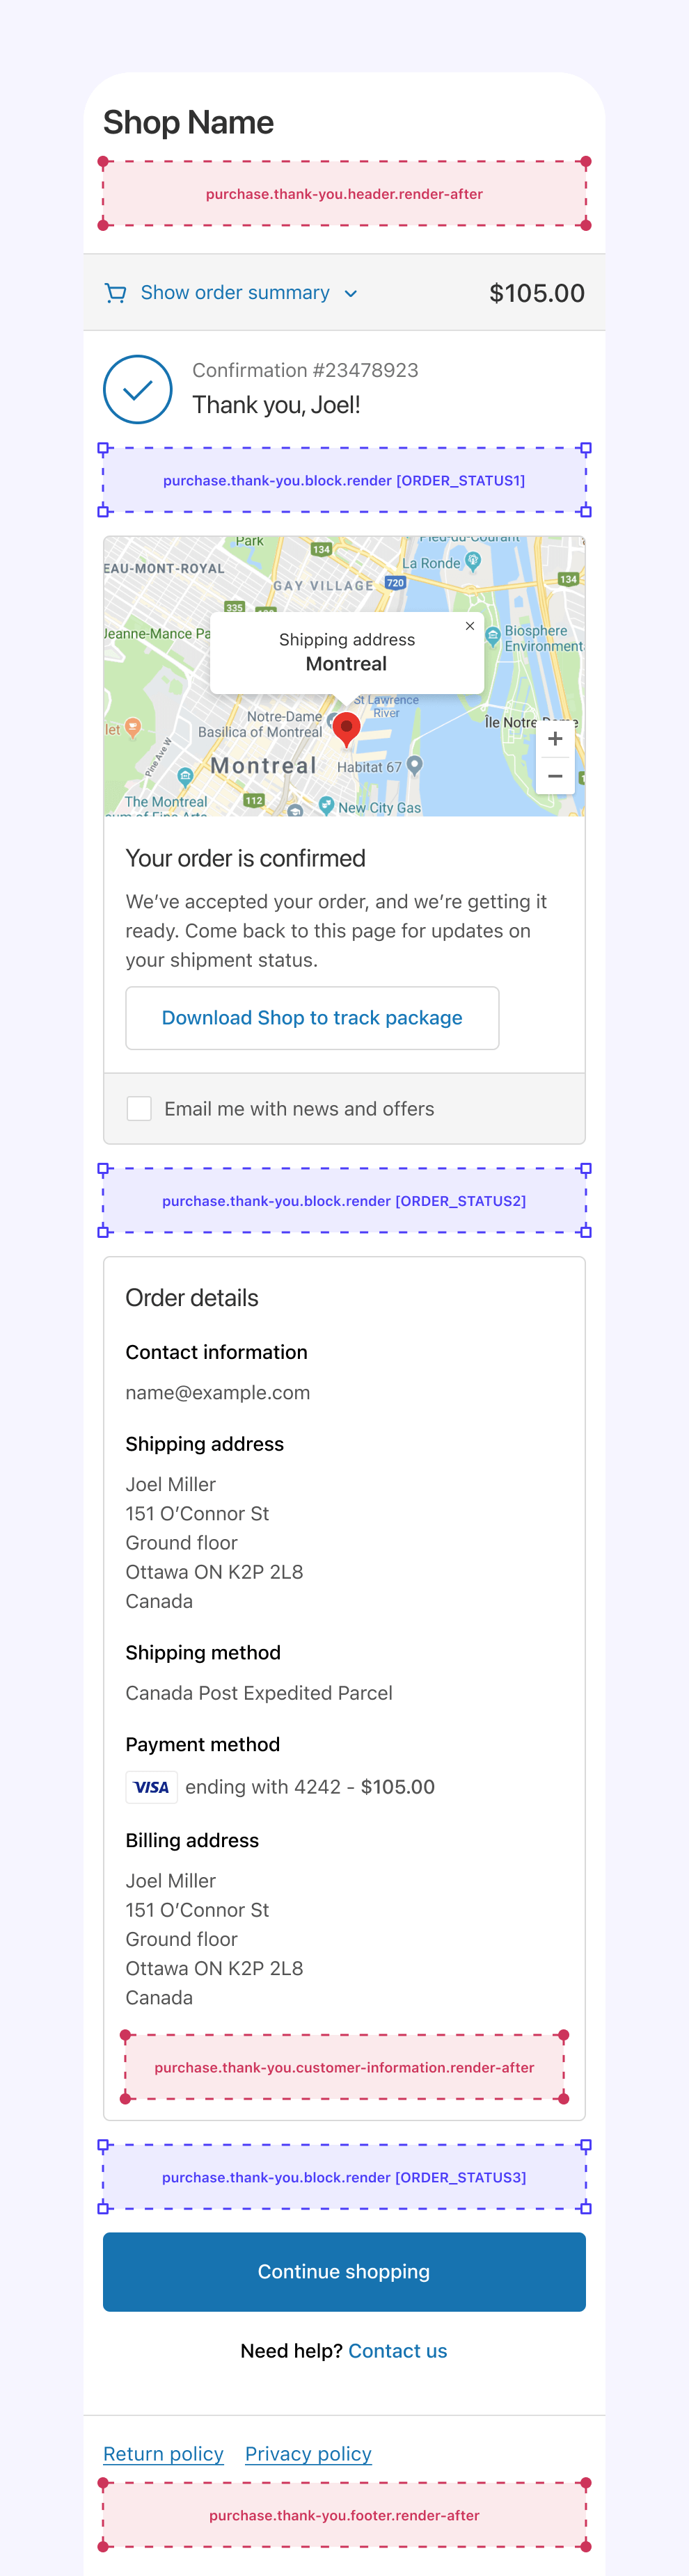 Shop Name
purchase.thank-you.header.render-after
Show order summary
$105.00
Confirmation #23478923
Thank you, Joel!
purchase.thank-you.block.render [ORDER_STATUS1]
Park
134
La Ronde
EAU-MONT-ROYAL
GAY VILLAGE
720
134
335
Jeanne-Mance Pa
Biosphere
Environment
Shipping address
Montreal
St Lawrence
River
Notre-Dame
Basilica of Montreal
Île Notre
let
Pine Ave W
Montreal
Habitat 67
The Montreal
112
New City Gas
Your order is confirmed
We’ve accepted your order, and we’re getting it
ready. Come back to this page for updates on
your shipment status.
Download Shop to track package
Email me with news and offers
purchase.thank-you.block.render [ORDER_STATUS2]
Order details
Contact information
name@example.com
Shipping address
Joel Miller
151 O’Connor St
Ground floor
Ottawa ON K2P 2L8
Canada
Shipping method
Canada Post Expedited Parcel
Payment method
VISA ending with 4242 - $105.00
Billing address
Joel Miller
151 O’Connor St
Ground floor
Ottawa ON K2P 2L8
Canada
purchase.thank-you.customer-information.render-after
purchase.thank-you.block.render [ORDER_STATUS3]
Continue shopping
Need help? Contact us
Return policy Privacy policy
purchase.thank-you.footer.render-after